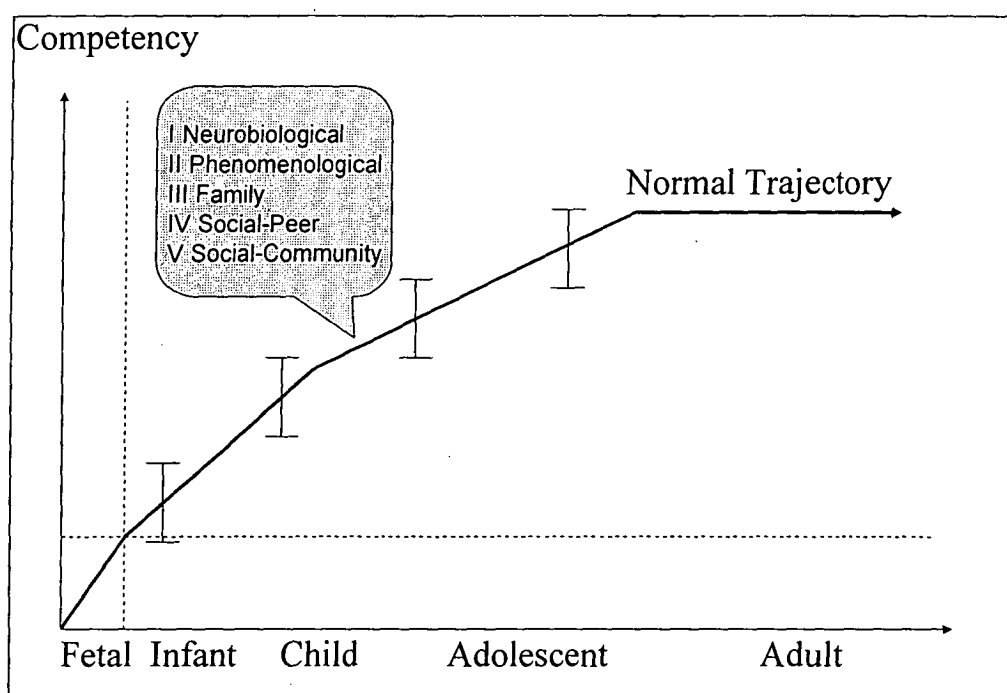 Competency
I Neurobiological
II Phenomenological
III Family
IV Social-Peer
V Social-Community
Normal Trajectory
Fetal Infant Child Adolescent Adult